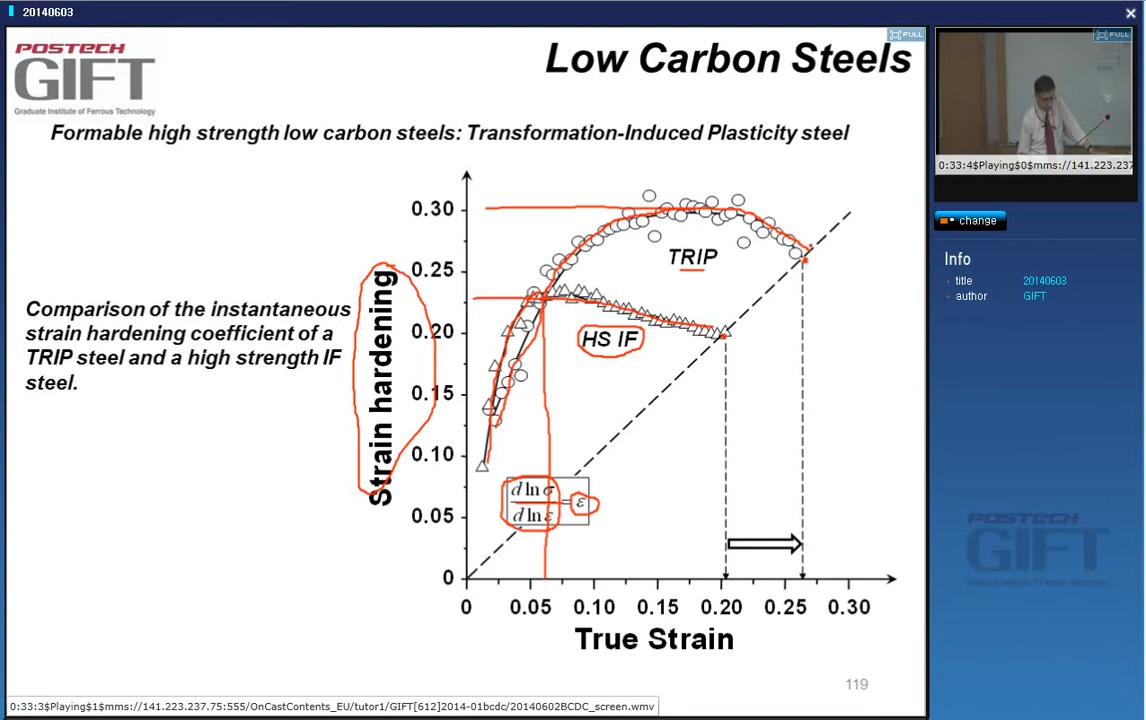 20140603
FULL
POSTECH
GIFT
Graduate Institute of Ferrous Technology
Low Carbon Steels
Formable high strength low carbon steels: Transformation-Induced Plasticity steel
Comparison of the instantaneous
strain hardening coefficient of a
TRIP steel and a high strength IF
steel.
Strain hardening
0.30
0.25
0.20
0.15
0.10
0.05
0
TRIP
HS IF
d ln σ
d ln ε
= ε
0 0.05 0.10 0.15 0.20 0.25 0.30
True Strain
119
0:33:3$Playing$1$mms://141.223.237.75:555/OnCastContents_EU/tutor1/GIFT[612]2014-01bcdc/20140602BCDC_screen.wmv
FULL
0:33:4$Playing$0$mms://141.223.237
change
Info
title 20140603
author GIFT
POSTECH
GIFT